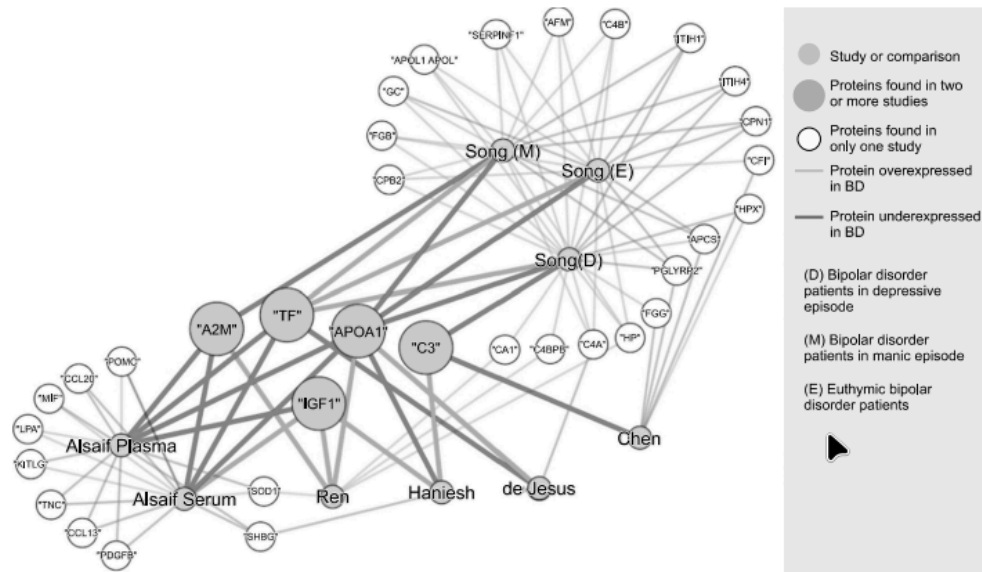 "AFM"
"C4B"
"SERPINF1"
"ITIH1"
"APOL1 APOL"
"ITIH4"
"GC"
"CPN1"
"FGB"
Song (M)
"CFI"
Song (E)
"CPB2"
"HPX"
"APCS"
Song(D)
"PGLYRP2"
"FGG"
"A2M"
"TF"
"APOA1"
"C3"
"HP"
"CA1"
"C4BPB"
"C4A"
"POMC"
"CCL20"
"MIF"
"IGF1"
"LPA"
Alsaif Plasma
Chen
"KITLG"
"SOD1"
Alsaif Serum
Ren
Haniesh
de Jesus
"TNC"
"CCL13"
"SHBG"
"PDGFB"
Study or comparison
Proteins found in two
or more studies
Proteins found in
only one study
Protein overexpressed
in BD
Protein underexpressed
in BD
(D) Bipolar disorder
patients in depressive
episode
(M) Bipolar disorder
patients in manic episode
(E) Euthymic bipolar
disorder patients